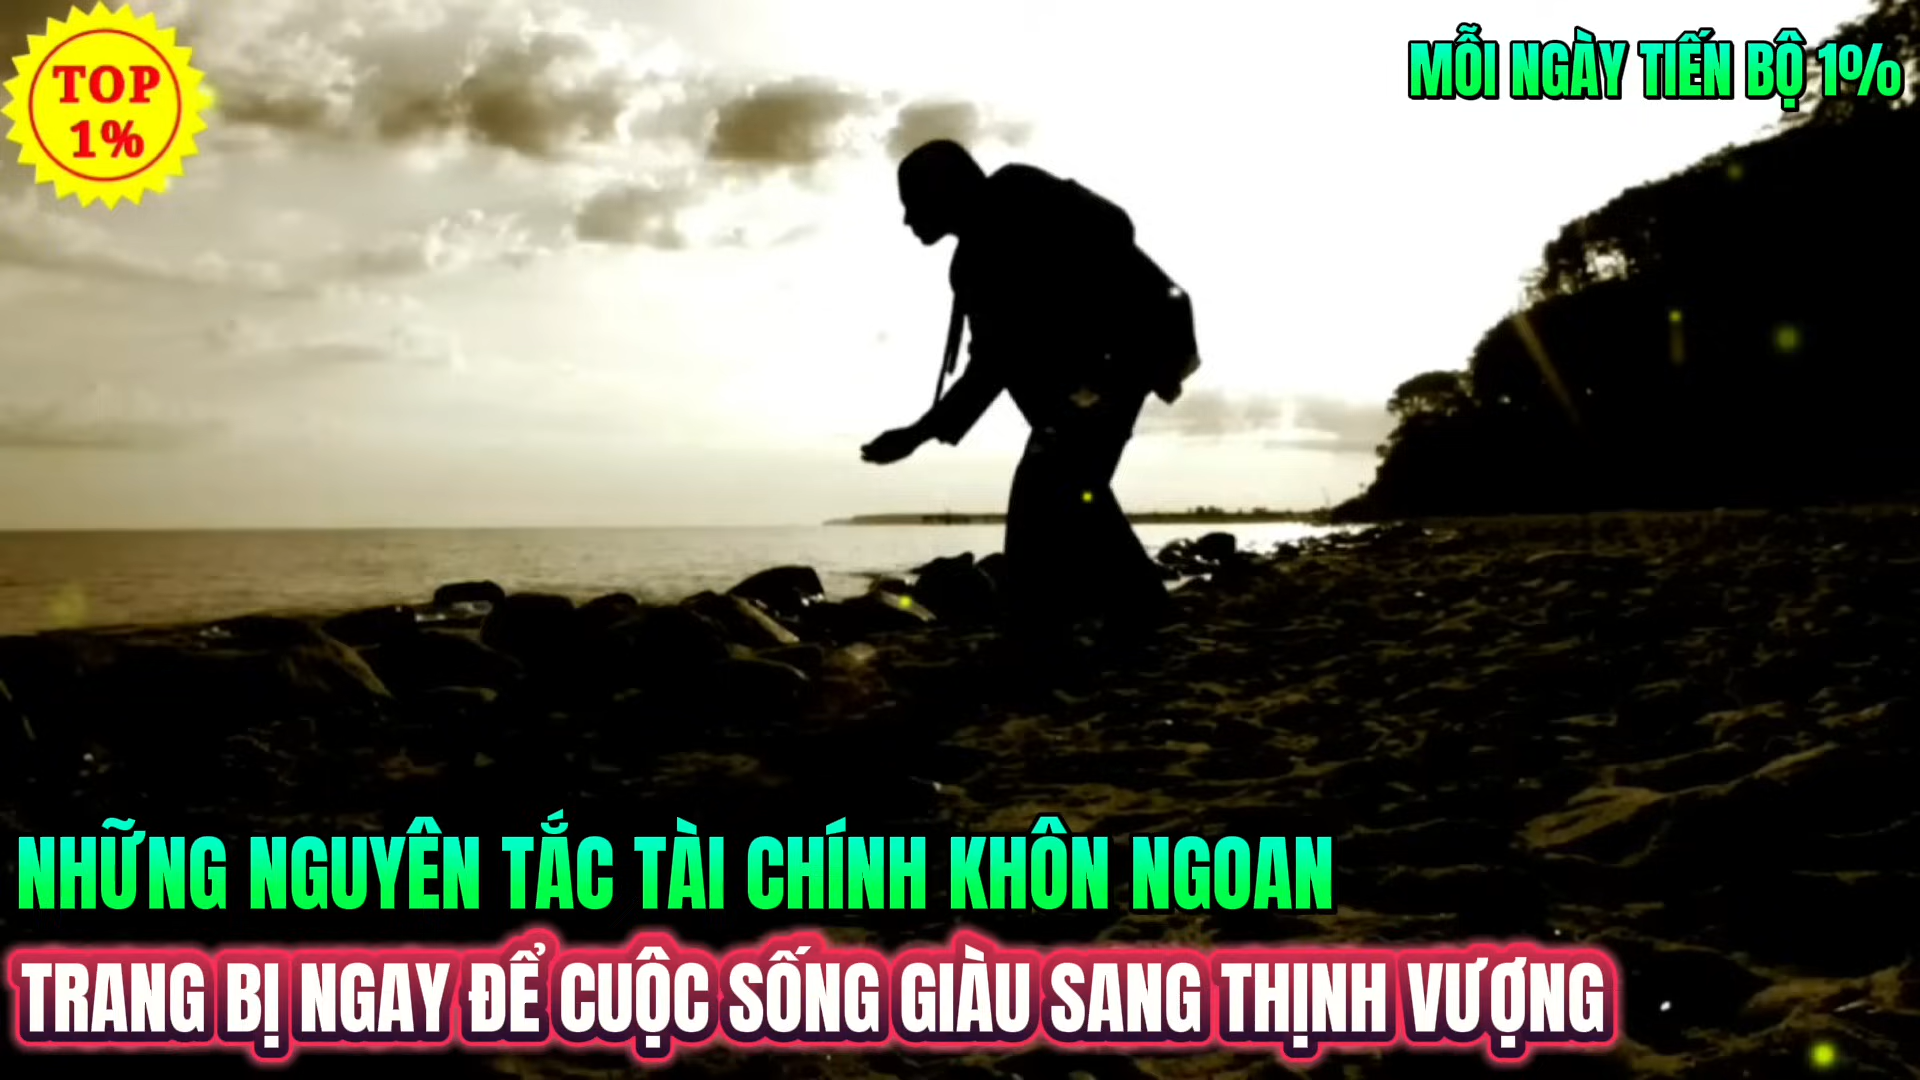 TOP
1%
MỖI NGÀY TIẾN BỘ 1%
NHỮNG NGUYÊN TẮC TÀI CHÍNH KHÔN NGOAN
TRANG BỊ NGAY ĐỂ CUỘC SỐNG GIÀU SANG THỊNH VƯỢNG